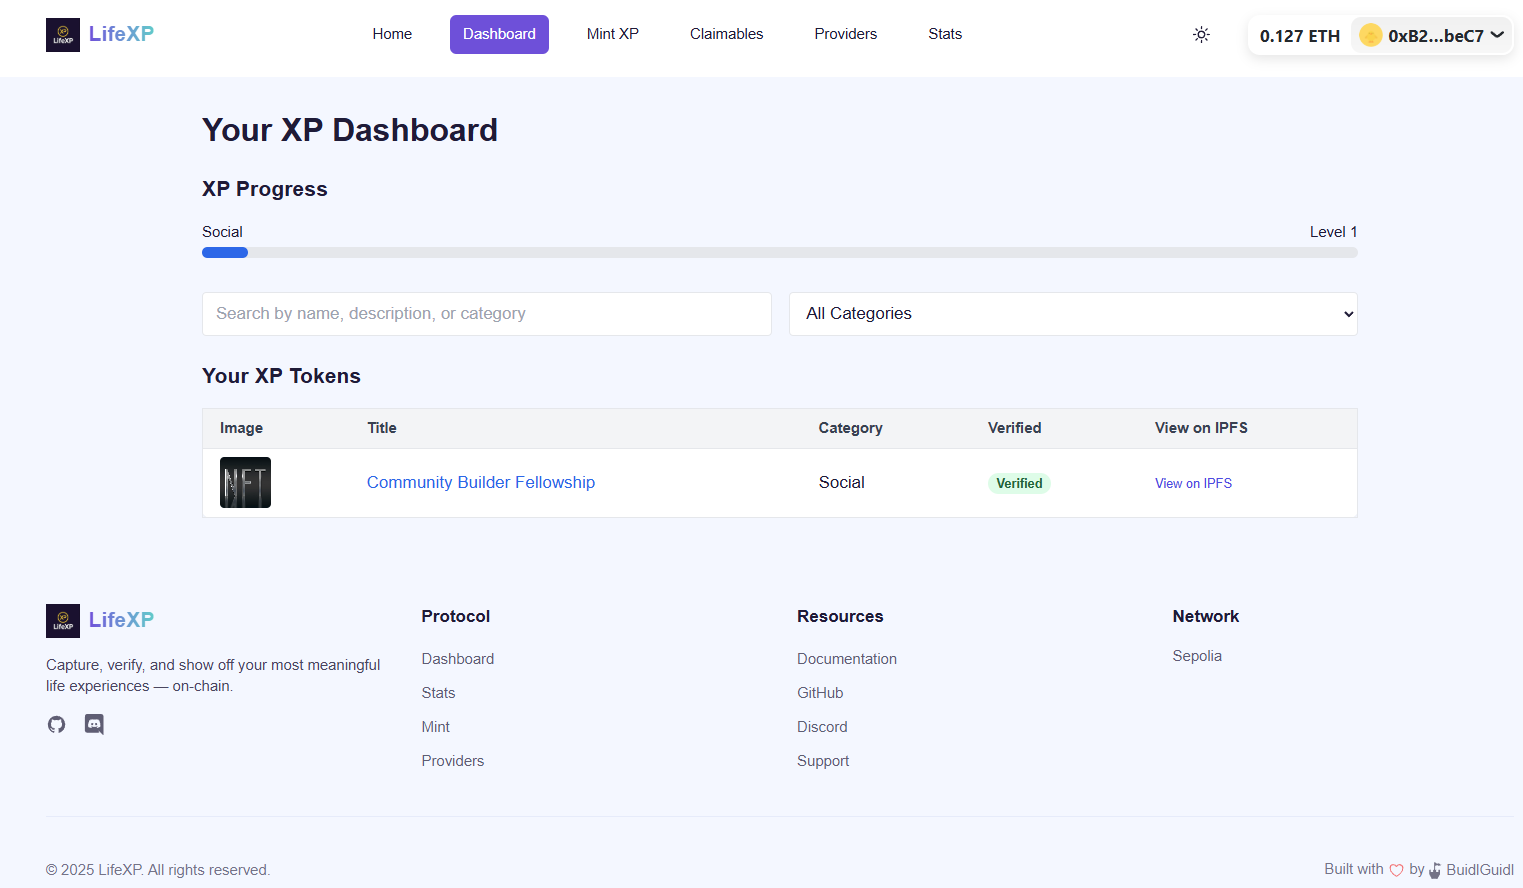 XP
LifeXP
LifeXP
Home
Dashboard
Mint XP
Claimables
Providers
Stats
0.127 ETH
0xB2...beC7
Your XP Dashboard
XP Progress
Social
Level 1
Search by name, description, or category
All Categories
Your XP Tokens
Image
Title
Category
Verified
View on IPFS
NFT
Community Builder Fellowship
Social
Verified
View on IPFS
XP
LifeXP
LifeXP
Capture, verify, and show off your most meaningful
life experiences — on-chain.
Protocol
Dashboard
Stats
Mint
Providers
Resources
Documentation
GitHub
Discord
Support
Network
Sepolia
© 2025 LifeXP. All rights reserved.
Built with by BuidlGuidl